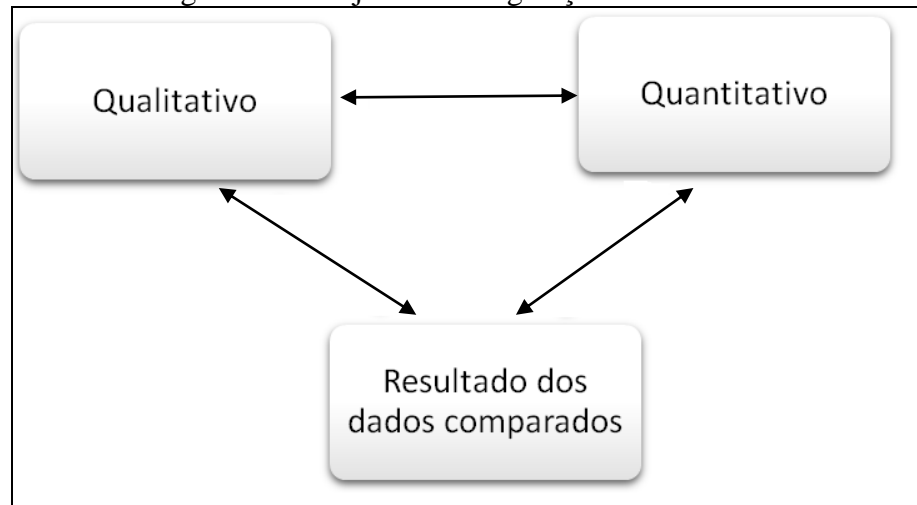 Qualitativo
Quantitativo
Resultado dos
dados comparados